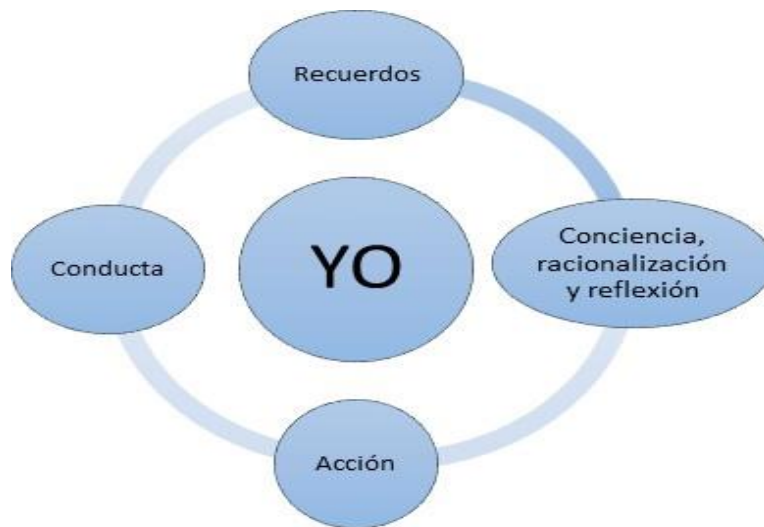 Recuerdos
Conducta
YO
Conciencia,
racionalización
y reflexión
Acción